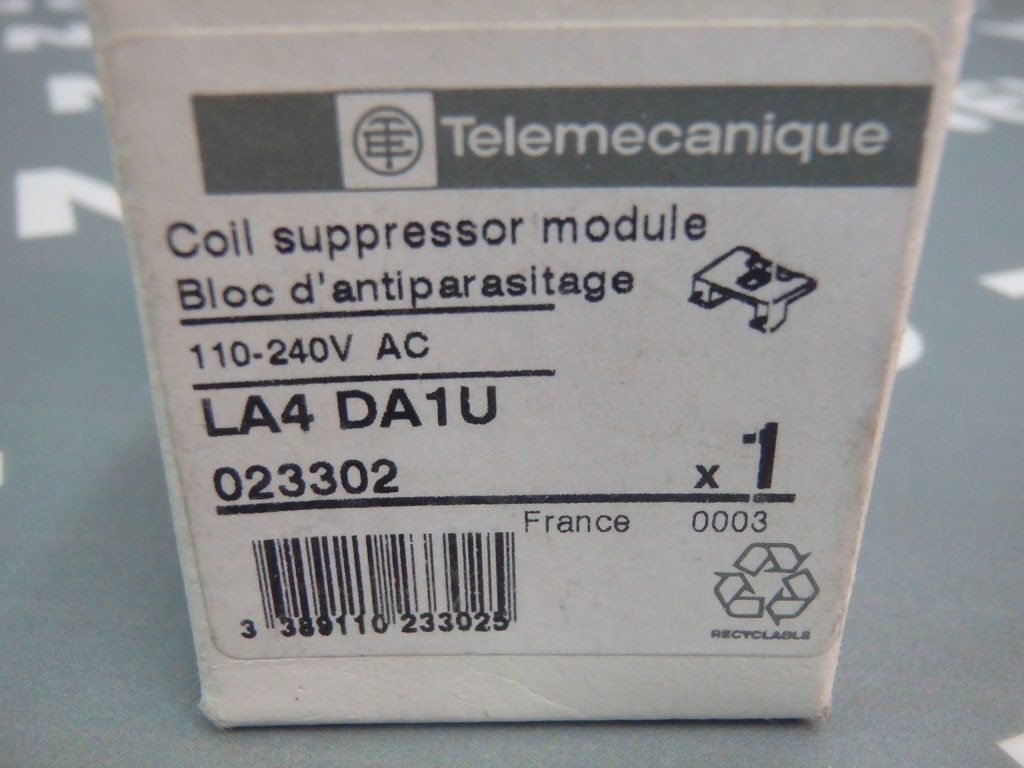 Telemecanique
Coil suppressor module
Bloc d'antiparasitage
110-240V AC
LA4 DA1U
023302 x 1
France 0003
3 389110 233025
RECYCLABLE